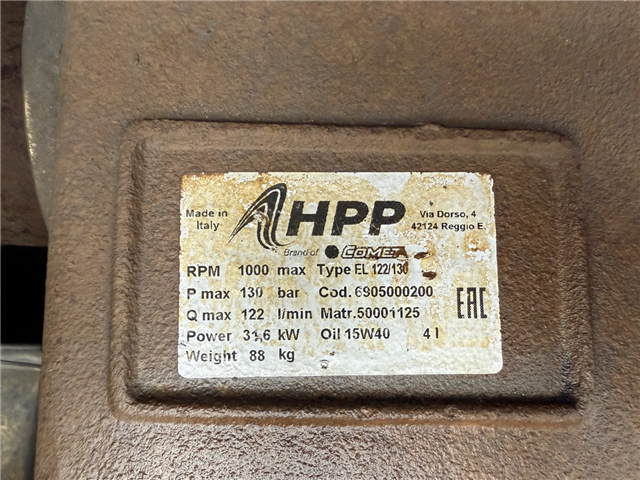 Made in Italy
HPP
Via Dorso, 4
42124 Reggio E.
Brand of COMET
RPM 1000 max Type EL 122/130
P max 130 bar Cod. 6905000200
Q max 122 l/min Matr.50001125
Power 31,6 kW Oil 15W40 4 l
Weight 88 kg
EAC